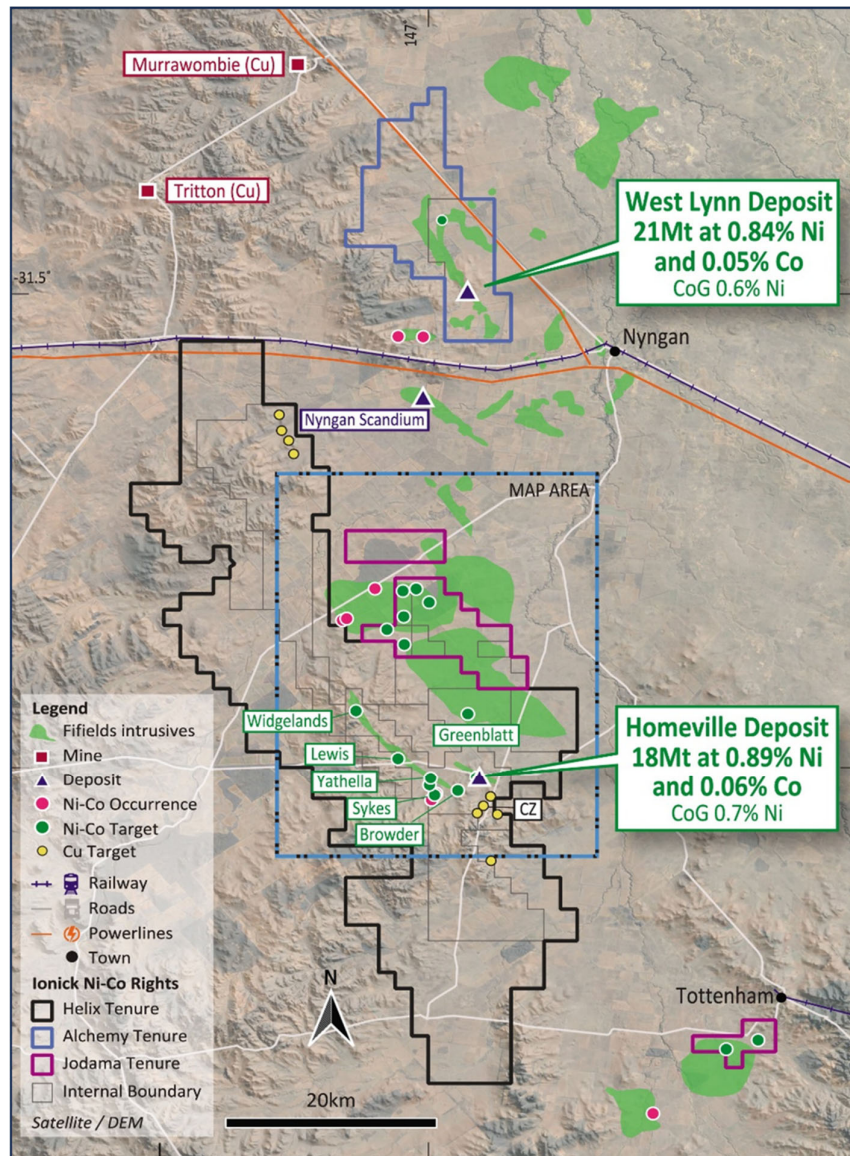 147°
Murrawombie (Cu)
Tritton (Cu)
West Lynn Deposit
21Mt at 0.84% Ni
and 0.05% Co
CoG 0.6% Ni
-31.5°
Nyngan
Nyngan Scandium
MAP AREA
Widgelands
Greenblatt
Lewis
Yathella
Sykes
Browder
CZ
Homeville Deposit
18Mt at 0.89% Ni
and 0.06% Co
CoG 0.7% Ni
Legend
Fifields intrusives
Mine
Deposit
Ni-Co Occurrence
Ni-Co Target
Cu Target
Railway
Roads
Powerlines
Town
Ionick Ni-Co Rights
Helix Tenure
Alchemy Tenure
Jodama Tenure
Internal Boundary
Satellite / DEM
N
20km
Tottenham